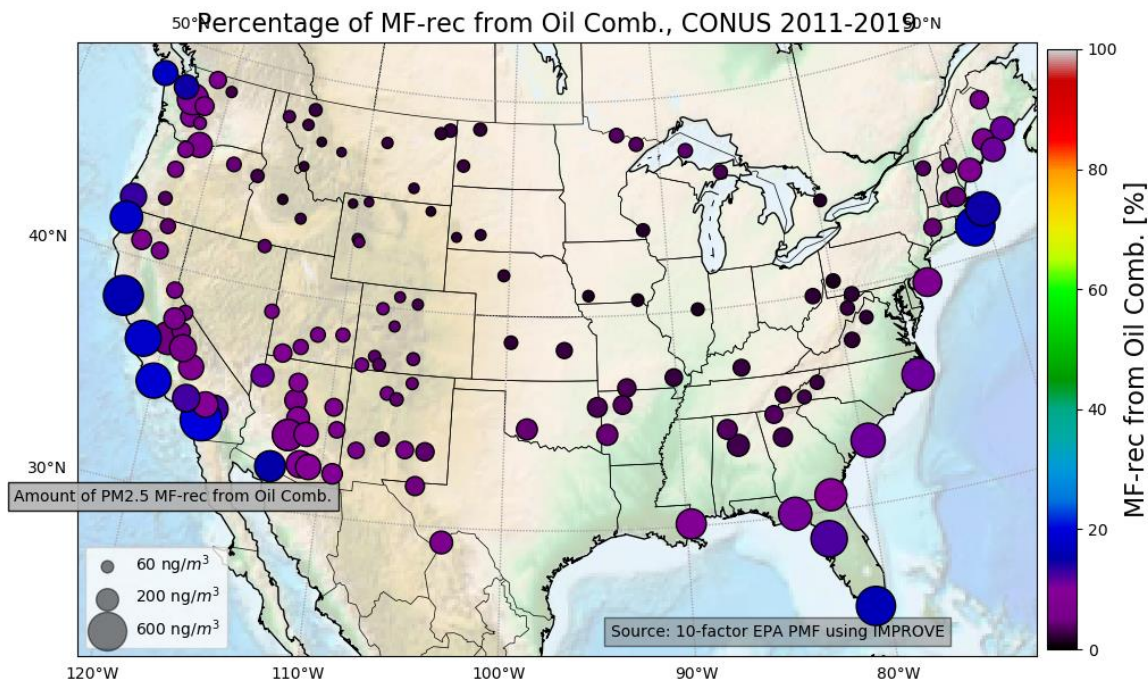 50°N
Percentage of MF-rec from Oil Comb., CONUS 2011-2019
50°N
40°N
30°N
Amount of PM2.5 MF-rec from Oil Comb.
60 ng/m³
200 ng/m³
600 ng/m³
Source: 10-factor EPA PMF using IMPROVE
120°W
110°W
100°W
90°W
80°W
100
80
60
40
20
0
MF-rec from Oil Comb. [%]